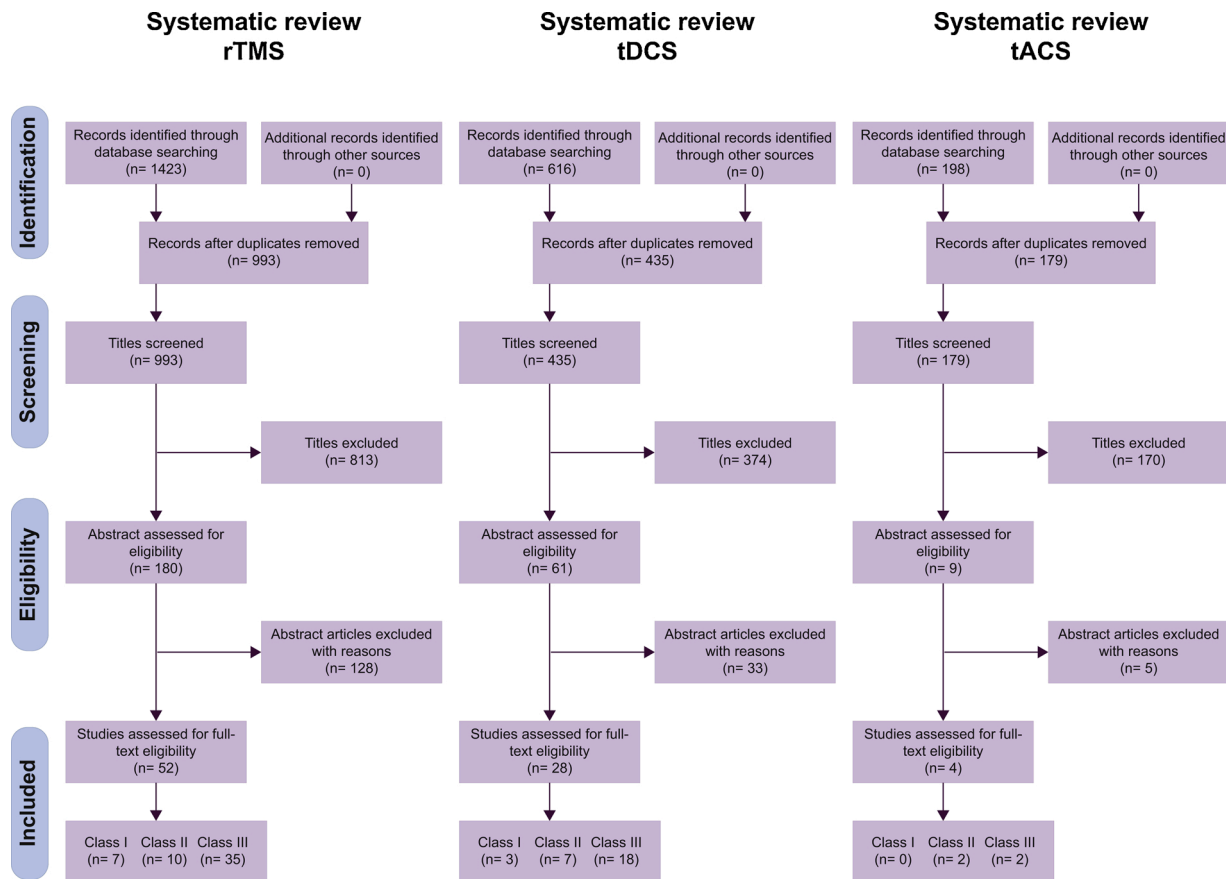 Systematic review
rTMS
Systematic review
tDCS
Systematic review
tACS
Identification
Records identified through
database searching
(n= 1423)
Additional records identified
through other sources
(n= 0)
Records identified through
database searching
(n= 616)
Additional records identified
through other sources
(n= 0)
Records identified through
database searching
(n= 198)
Additional records identified
through other sources
(n= 0)
Records after duplicates removed
(n= 993)
Records after duplicates removed
(n= 435)
Records after duplicates removed
(n= 179)
Screening
Titles screened
(n= 993)
Titles screened
(n= 435)
Titles screened
(n= 179)
Titles excluded
(n= 813)
Titles excluded
(n= 374)
Titles excluded
(n= 170)
Eligibility
Abstract assessed for
eligibility
(n= 180)
Abstract assessed for
eligibility
(n= 61)
Abstract assessed for
eligibility
(n= 9)
Abstract articles excluded
with reasons
(n= 128)
Abstract articles excluded
with reasons
(n= 33)
Abstract articles excluded
with reasons
(n= 5)
Included
Studies assessed for full-
text eligibility
(n= 52)
Studies assessed for full-
text eligibility
(n= 28)
Studies assessed for full-
text eligibility
(n= 4)
Class I Class II Class III
(n= 7) (n= 10) (n= 35)
Class I Class II Class III
(n= 3) (n= 7) (n= 18)
Class I Class II Class III
(n= 0) (n= 2) (n= 2)